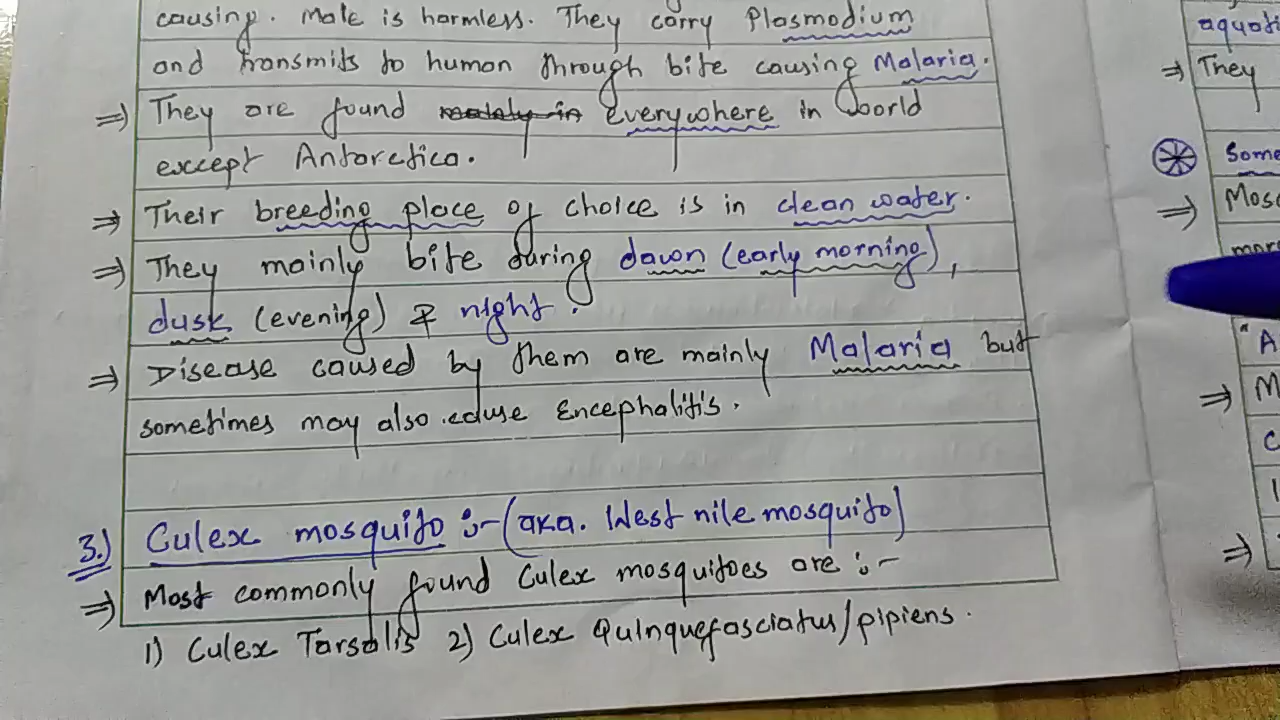 causing. Male is harmless. They carry Plasmodium
and transmits to human through bite causing Malaria.
⇒ They are found mainly in everywhere in World
except Antarctica.
⇒ Their breeding place of choice is in clean water.
⇒ They mainly bite during dawn (early morning),
dusk (evening) & night.
⇒ Disease caused by them are mainly Malaria but
sometimes may also cause Encephalitis.
3.) Culex mosquito :- (aka. West nile mosquito)
⇒ Most commonly found Culex mosquitoes are :-
1) Culex Tarsalis 2) Culex Quinquefasciatus/pipiens.
aquati
⇒ They
Some
⇒ Mosq
"A
⇒ M
C
⇒